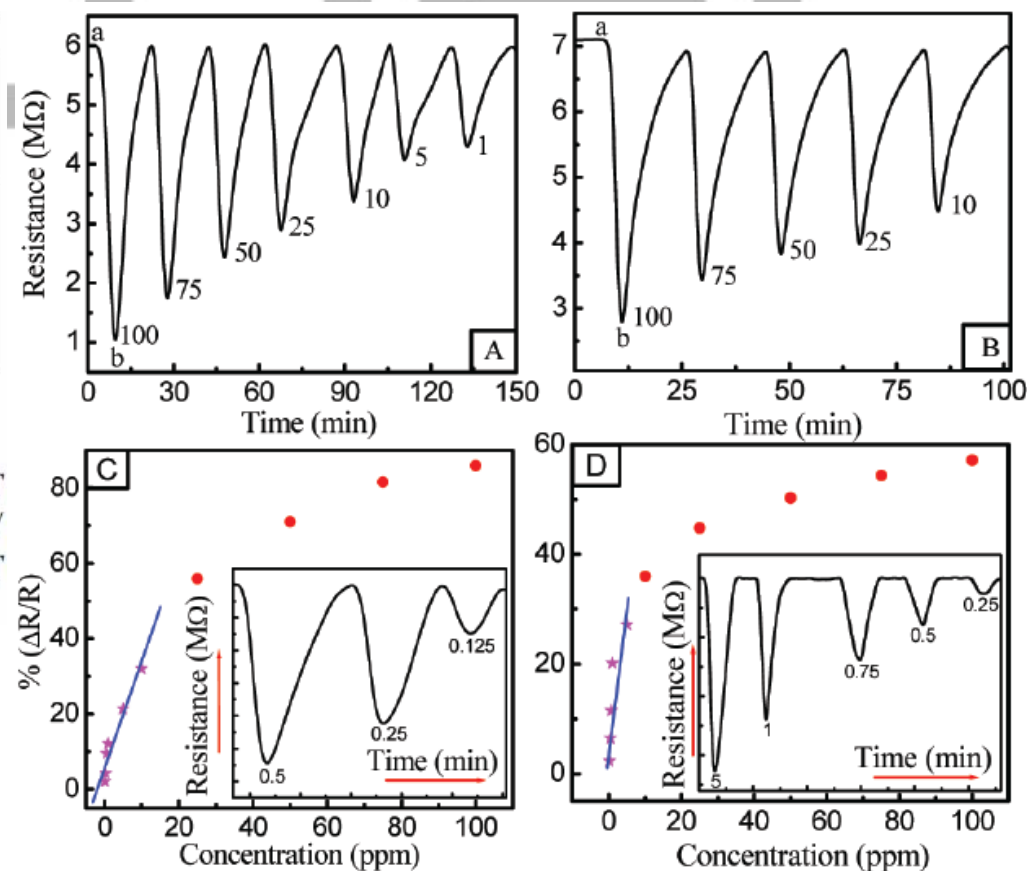 a
6
5
4
3
2
1
Resistance (MΩ)
100
b
75
50
25
10
5
1
A
0 30 60 90 120 150
Time (min)
a
7
6
5
4
3
b
100
75
50
25
10
B
0 25 50 75 100
Time (min)
C
80
60
40
20
0
% (ΔR/R)
Resistance (MΩ)
0.5
0.25
0.125
Time (min)
0 20 40 60 80 100
Concentration (ppm)
D
60
40
20
0
Resistance (MΩ)
5
1
0.75
0.5
0.25
Time (min)
0 20 40 60 80 100
Concentration (ppm)